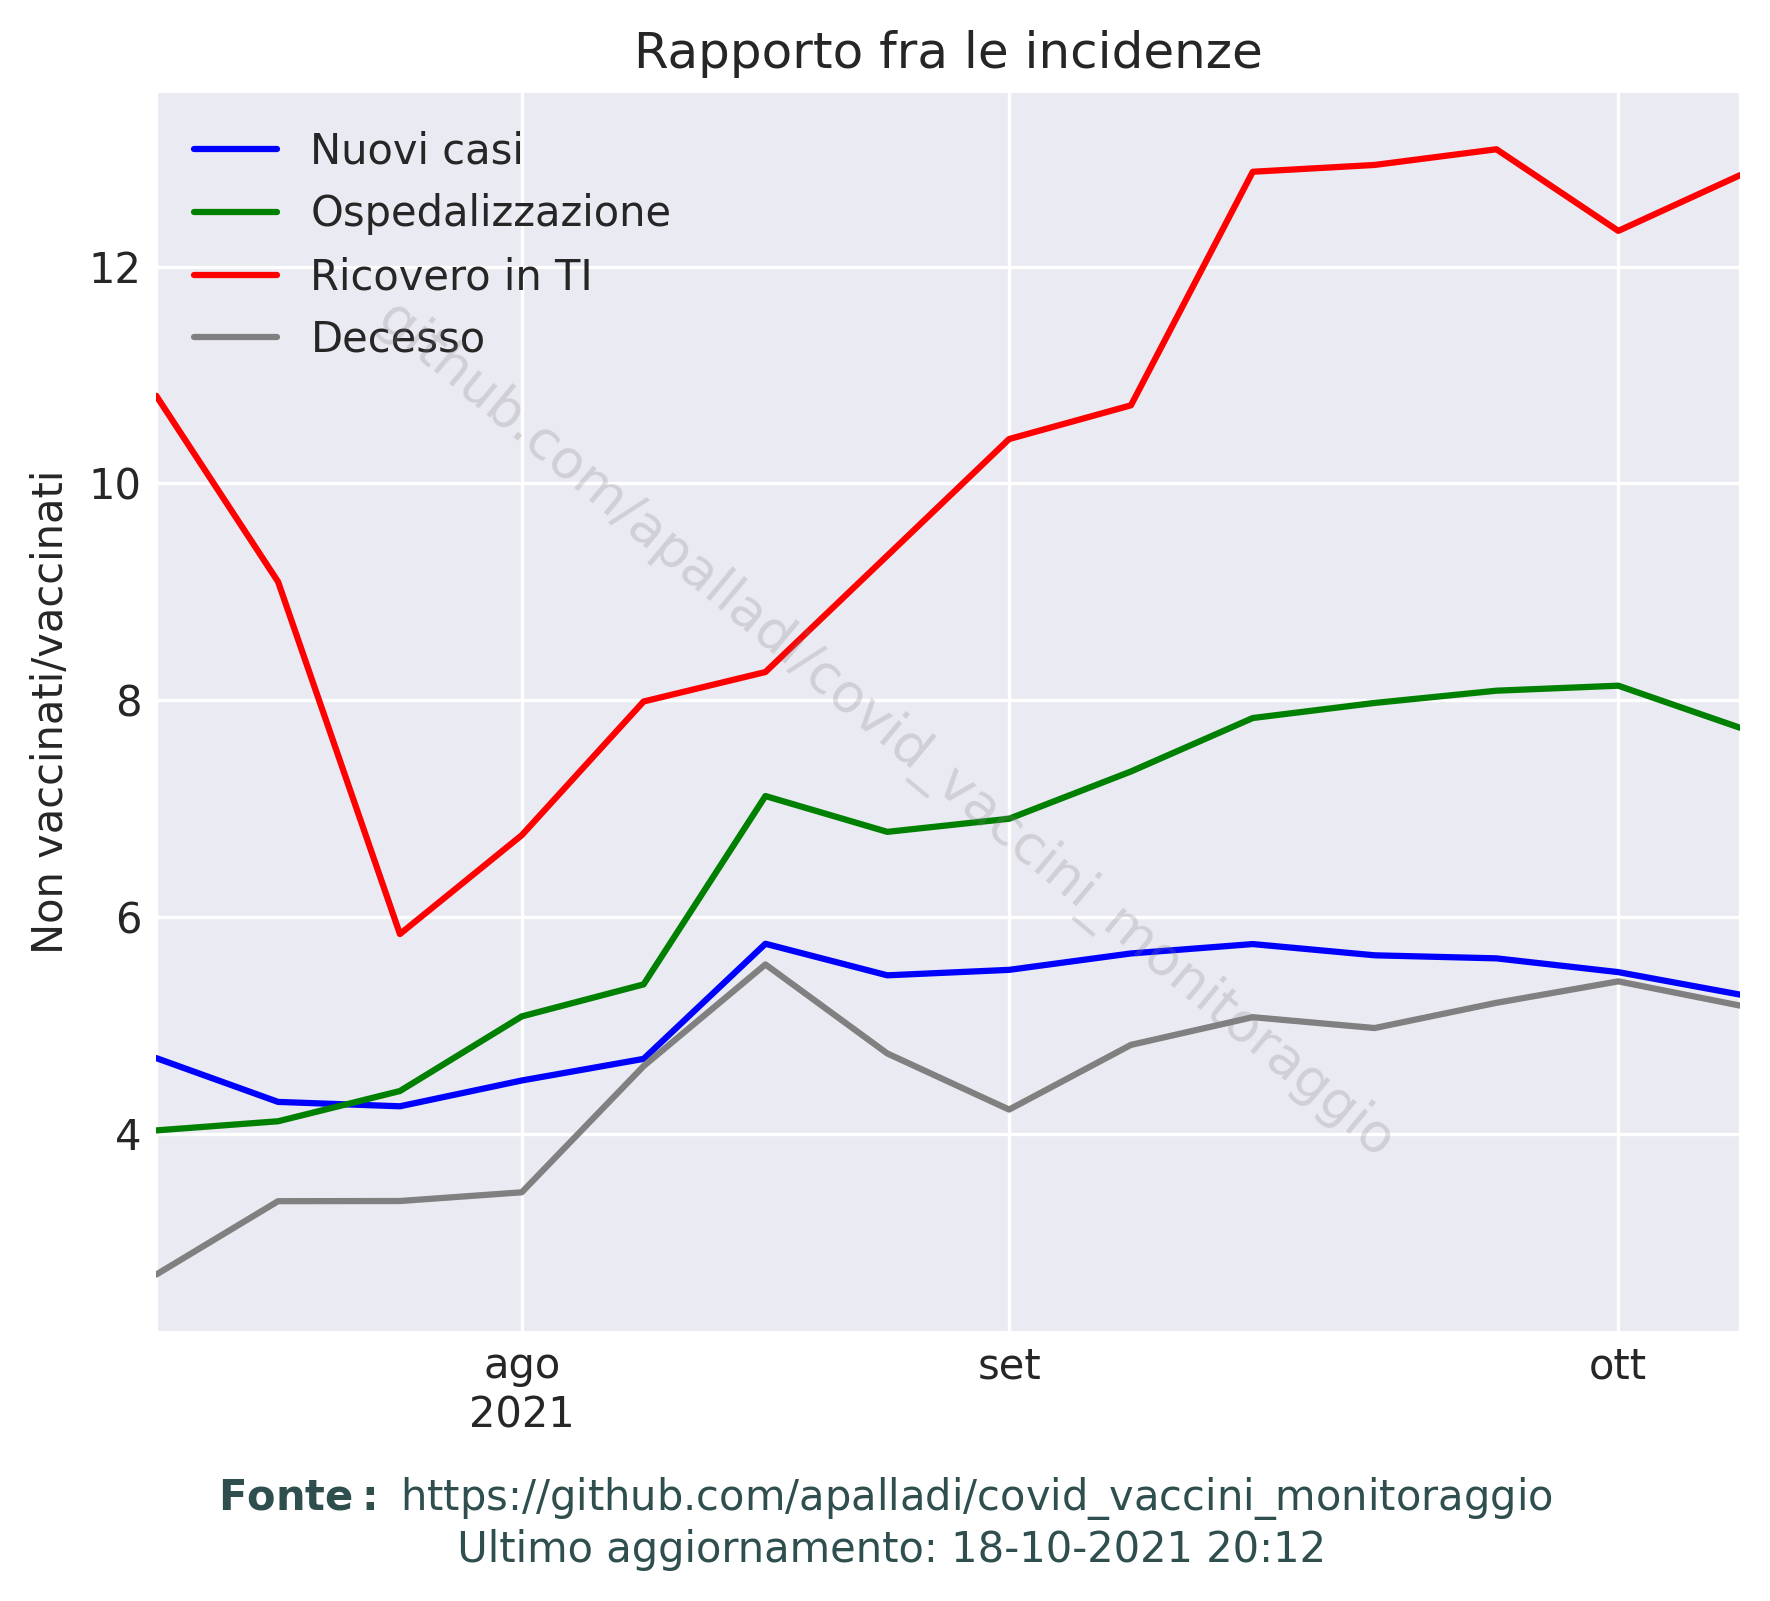 Rapporto fra le incidenze
Nuovi casi
Ospedalizzazione
Ricovero in TI
Decesso
12
10
8
6
4
Non vaccinati/vaccinati
github.com/apalladi/covid_vaccini_monitoraggio
ago
2021
set
ott
Fonte: https://github.com/apalladi/covid_vaccini_monitoraggio
Ultimo aggiornamento: 18-10-2021 20:12